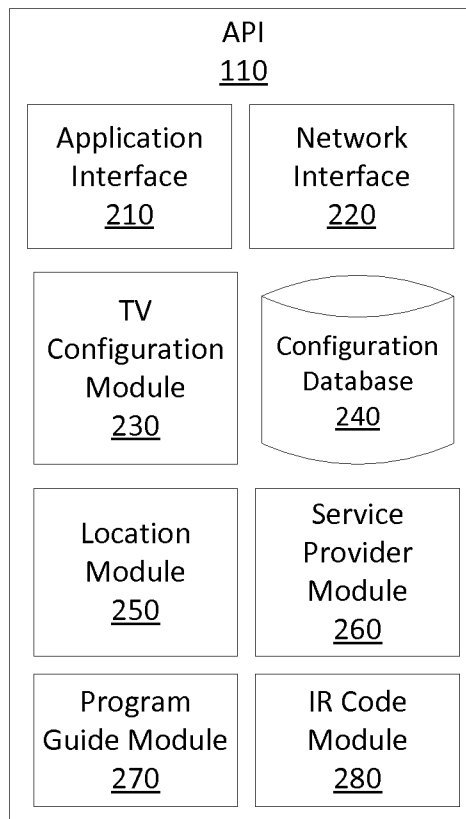 API
110
Application
Interface
210
Network
Interface
220
TV
Configuration
Module
230
Configuration
Database
240
Location
Module
250
Service
Provider
Module
260
Program
Guide Module
270
IR Code
Module
280